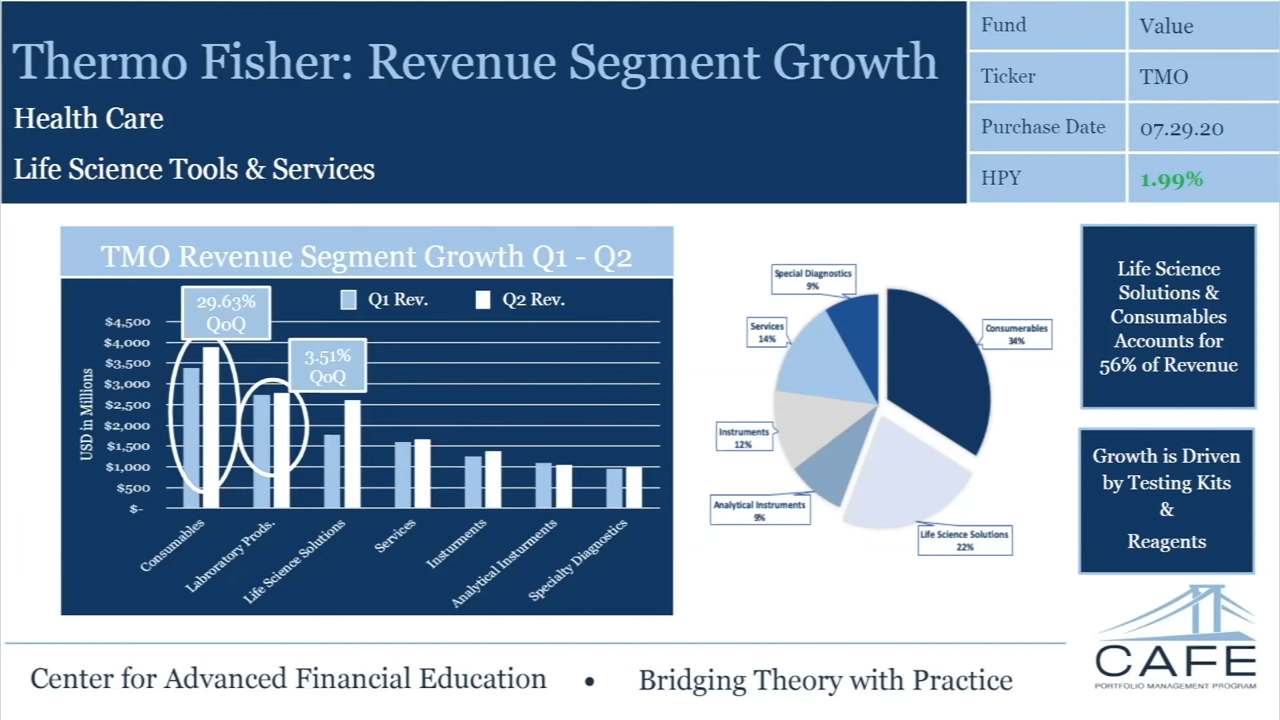 Thermo Fisher: Revenue Segment Growth
Health Care
Life Science Tools & Services
Fund Value
Ticker TMO
Purchase Date 07.29.20
HPY 1.99%
TMO Revenue Segment Growth Q1 - Q2
29.63%
QoQ
Q1 Rev.
Q2 Rev.
3.51%
QoQ
USD in Millions
$4,500
$4,000
$3,500
$3,000
$2,500
$2,000
$1,500
$1,000
$500
$-
Consumables
Labroratory Prods.
Life Science Solutions
Services
Insturments
Analytical Insturments
Specialty Diagnostics
Special Diagnostics
9%
Services
14%
Consumerables
34%
Instruments
12%
Analytical Instruments
9%
Life Science Solutions
22%
Life Science
Solutions &
Consumables
Accounts for
56% of Revenue
Growth is Driven
by Testing Kits
&
Reagents
Center for Advanced Financial Education • Bridging Theory with Practice
CAFE
PORTFOLIO MANAGEMENT PROGRAM